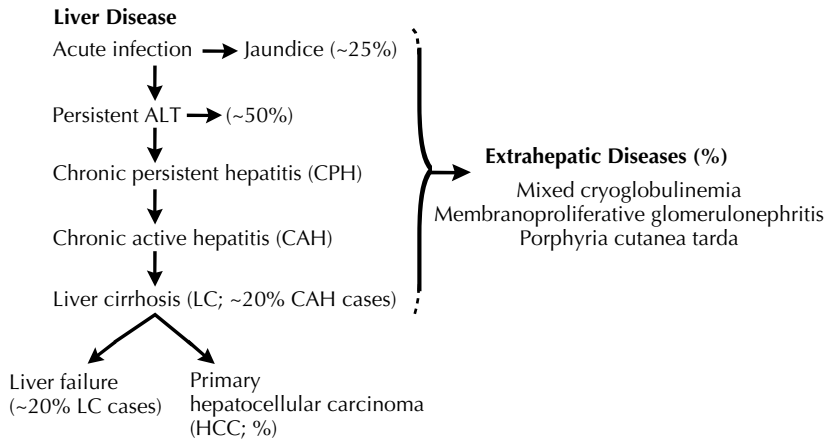 Liver Disease
Acute infection
Jaundice (~25%)
Persistent ALT
(~50%)
Chronic persistent hepatitis (CPH)
Chronic active hepatitis (CAH)
Liver cirrhosis (LC; ~20% CAH cases)
Liver failure
(~20% LC cases)
Primary
hepatocellular carcinoma
(HCC; %)
Extrahepatic Diseases (%)
Mixed cryoglobulinemia
Membranoproliferative glomerulonephritis
Porphyria cutanea tarda